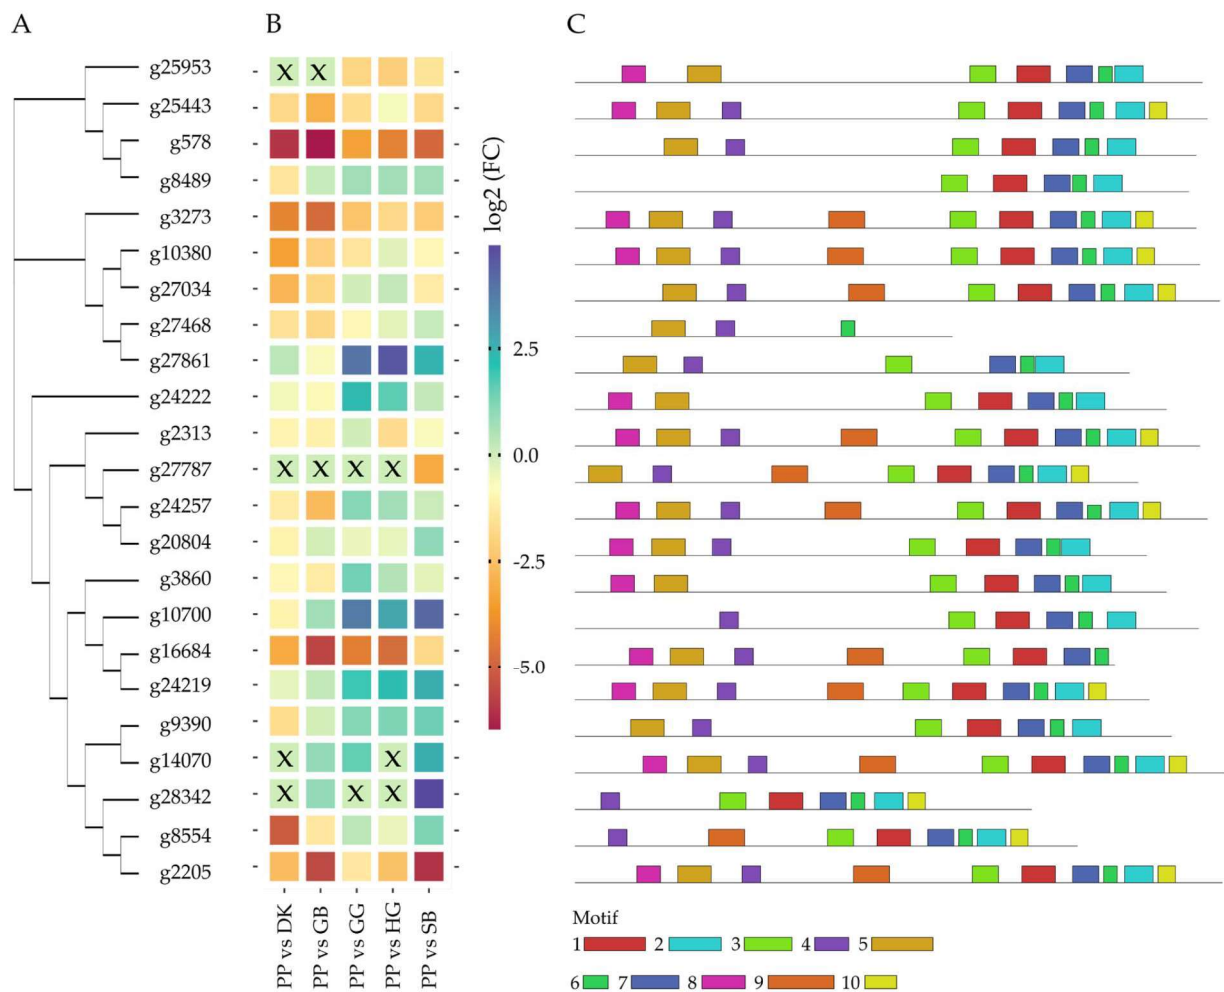 A B C
g25953 X X
g25443
g578
g8489
g3273
g10380
g27034
g27468
g27861
g24222
g2313
g27787 X X X X
g24257
g20804
g3860
g10700
g16684
g24219
g9390
g14070 X X
g28342 X X X
g8554
g2205
log2 (FC)
2.5
0.0
-2.5
-5.0
PP vs DK
PP vs GB
PP vs GG
PP vs HG
PP vs SB
Motif
1 2 3 4 5
6 7 8 9 10